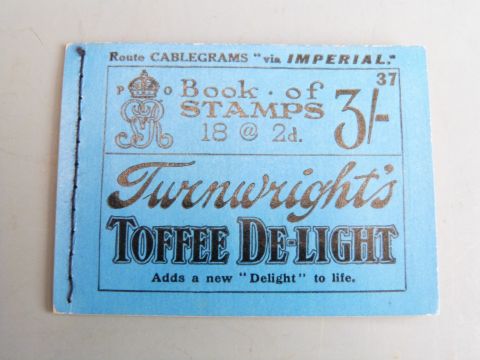 Route CABLEGRAMS "via IMPERIAL."
37
P O Book · of
STAMPS
18 @ 2d.
3/-
Turnwright's
TOFFEE DE-LIGHT
Adds a new "Delight" to life.